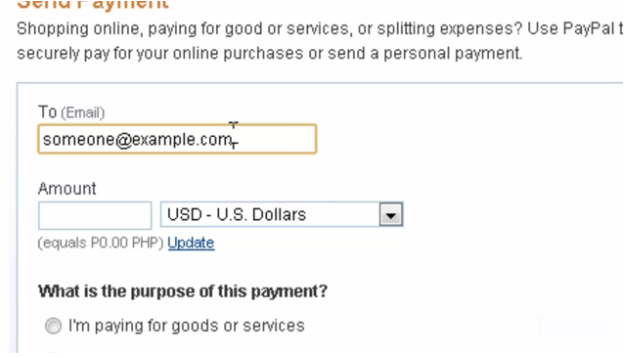 Send Payment
Shopping online, paying for good or services, or splitting expenses? Use PayPal t
securely pay for your online purchases or send a personal payment.
To (Email)
someone@example.com
Amount
USD - U.S. Dollars
(equals P0.00 PHP) Update
What is the purpose of this payment?
I'm paying for goods or services